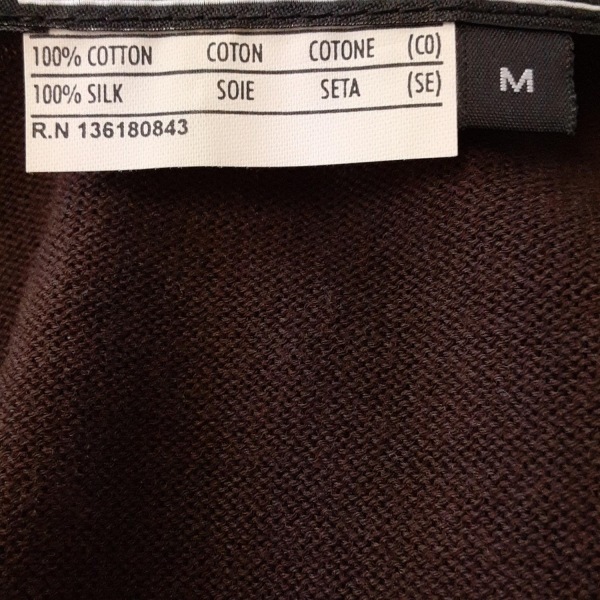 100% COTTON COTON COTONE (CO)
100% SILK SOIE SETA (SE)
R.N 136180843
M